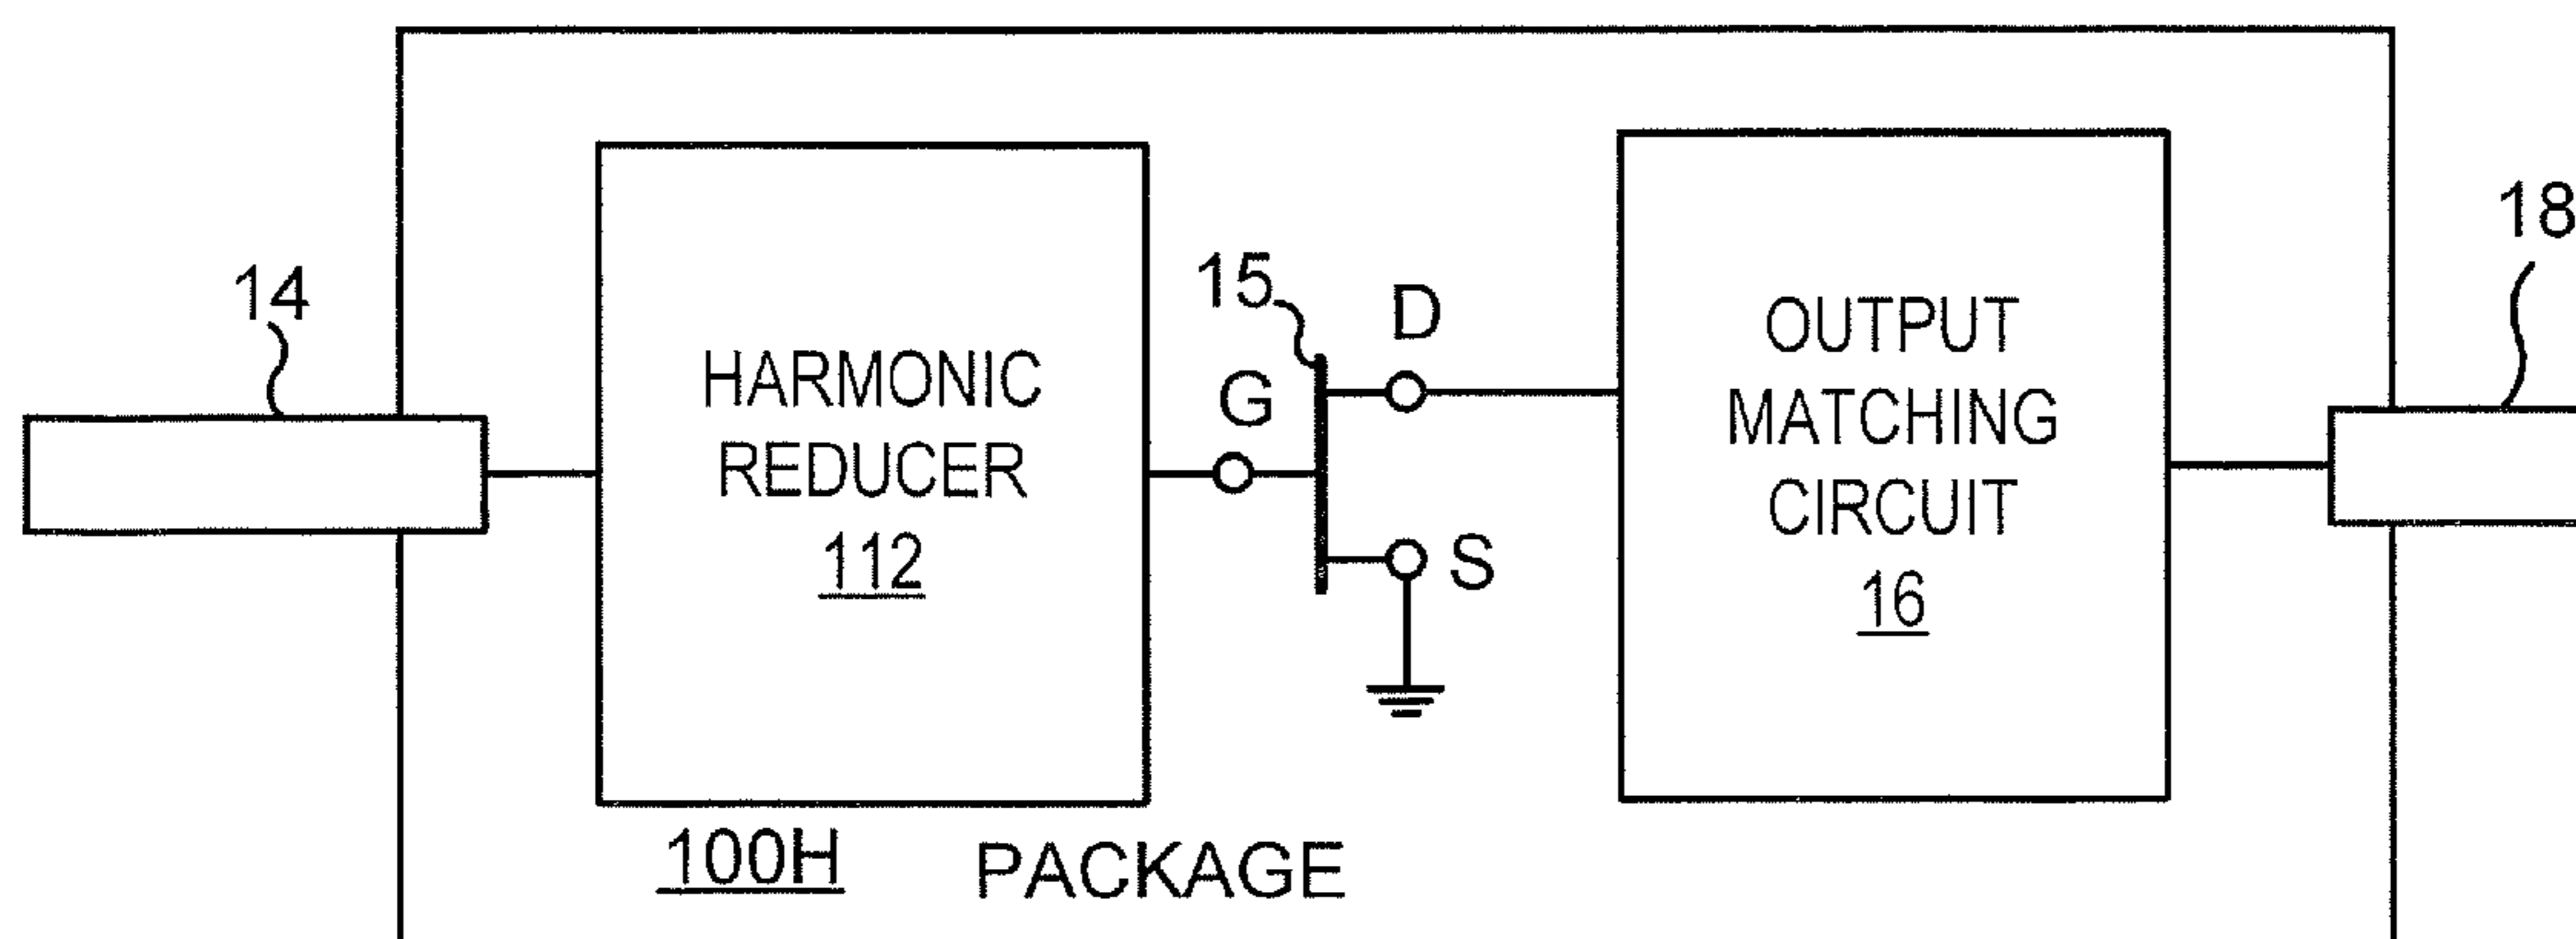 14
HARMONIC
REDUCER
112
15
G
D
S
OUTPUT
MATCHING
CIRCUIT
16
18
100H
PACKAGE